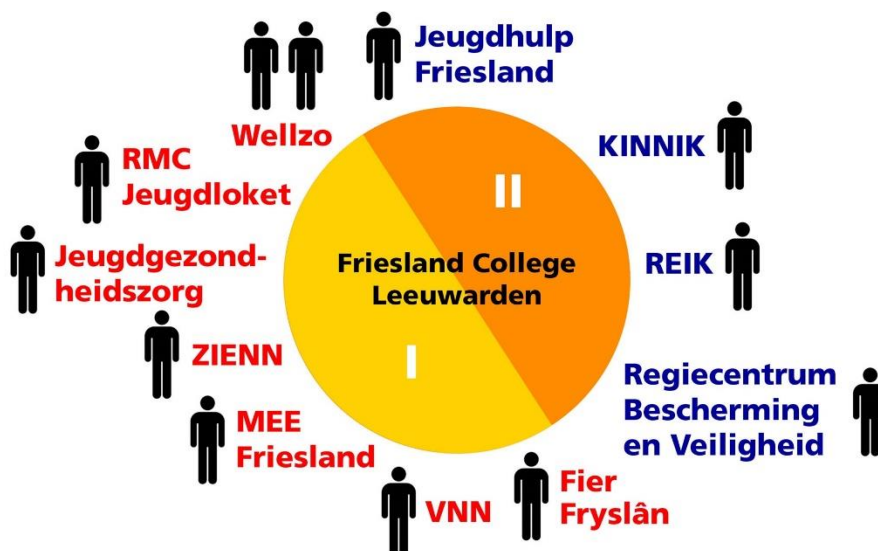 Jeugdhulp
Friesland
Wellzo
KINNIK
RMC
Jeugdloket
II
Jeugdgezond-
heidszorg
Friesland College
Leeuwarden
REIK
ZIENN
I
Regiecentrum
Bescherming
en Veiligheid
MEE
Friesland
VNN
Fier
Fryslân